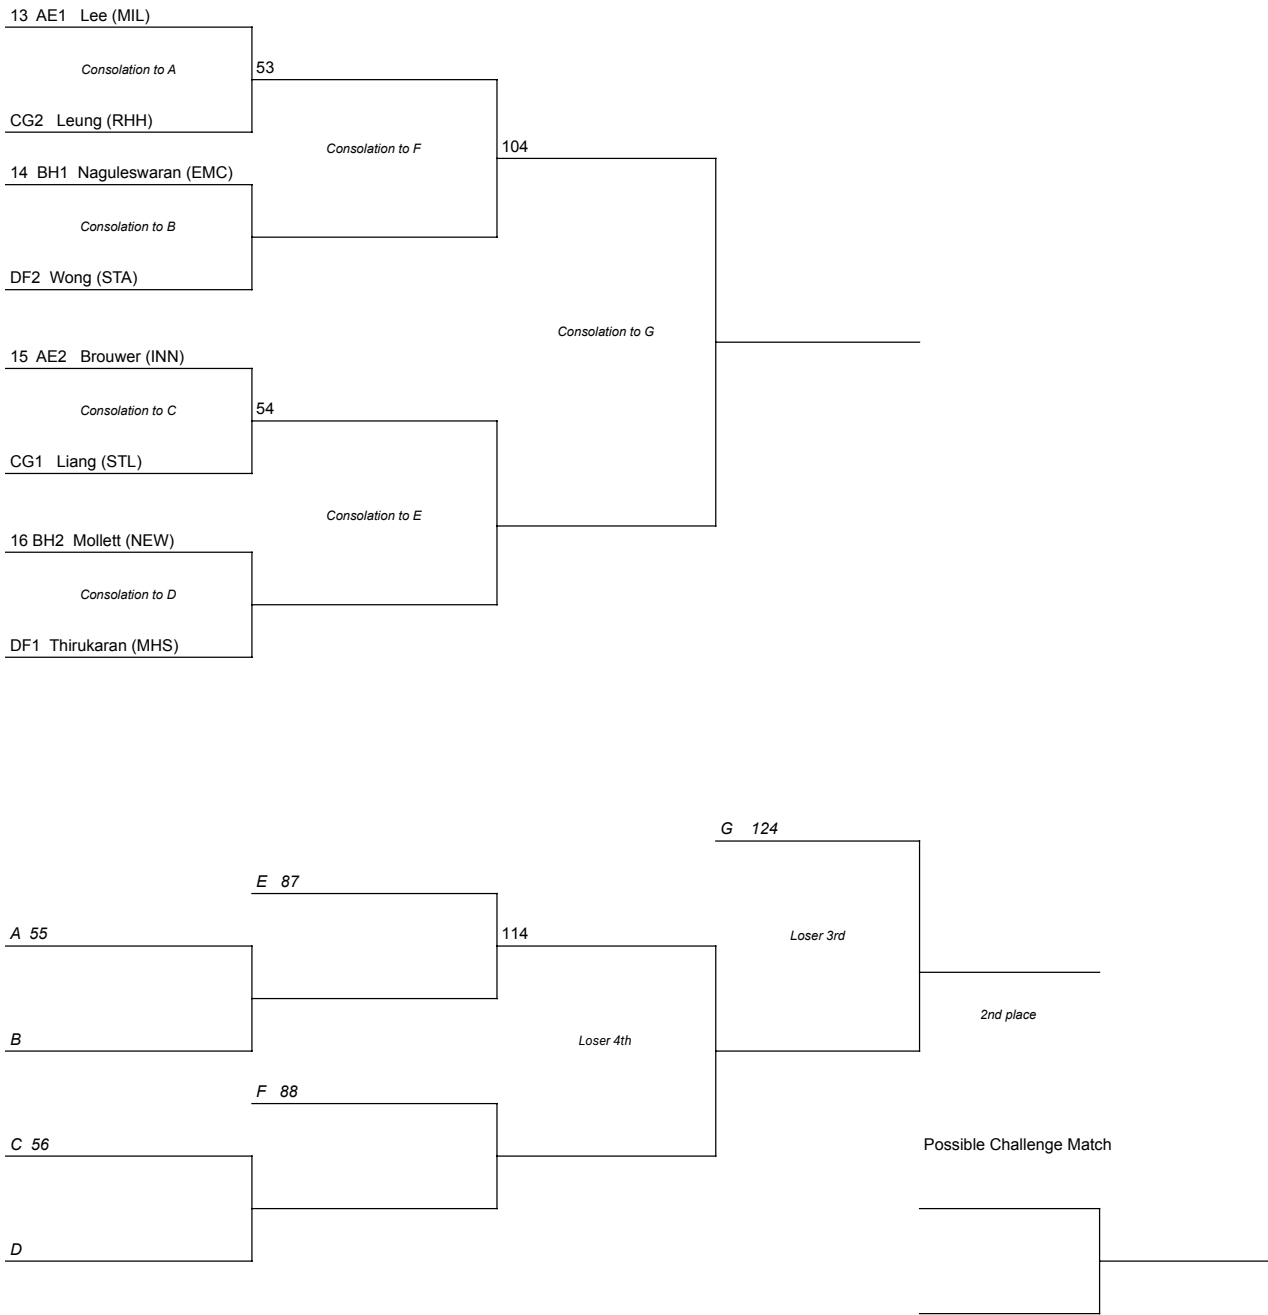 13 AE1 Lee (MIL)
Consolation to A
53
CG2 Leung (RHH)
Consolation to F
104
14 BH1 Naguleswaran (EMC)
Consolation to B
DF2 Wong (STA)
Consolation to G
15 AE2 Brouwer (INN)
Consolation to C
54
CG1 Liang (STL)
Consolation to E
16 BH2 Mollett (NEW)
Consolation to D
DF1 Thirukaran (MHS)
G 124
E 87
A 55
114
Loser 3rd
2nd place
B
Loser 4th
F 88
C 56
Possible Challenge Match
D